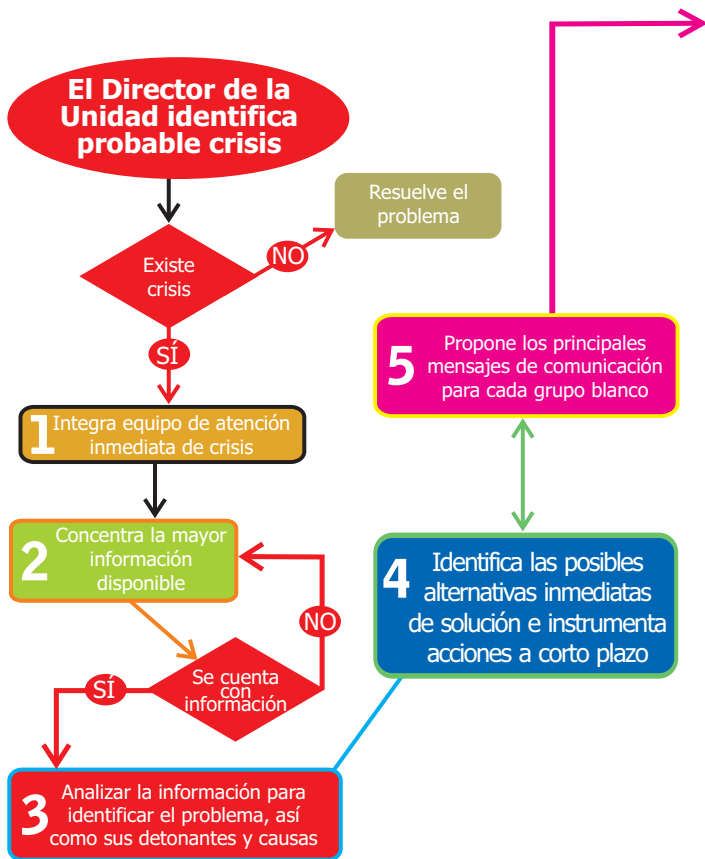 El Director de la
Unidad identifica
probable crisis
Resuelve el
problema
NO
Existe
crisis
SÍ
1
Integra equipo de atención
inmediata de crisis
2
Concentra la mayor
información
disponible
NO
Se cuenta
con
información
SÍ
3
Analizar la información para
identificar el problema, así
como sus detonantes y causas
4
Identifica las posibles
alternativas inmediatas
de solución e instrumenta
acciones a corto plazo
5
Propone los principales
mensajes de comunicación
para cada grupo blanco